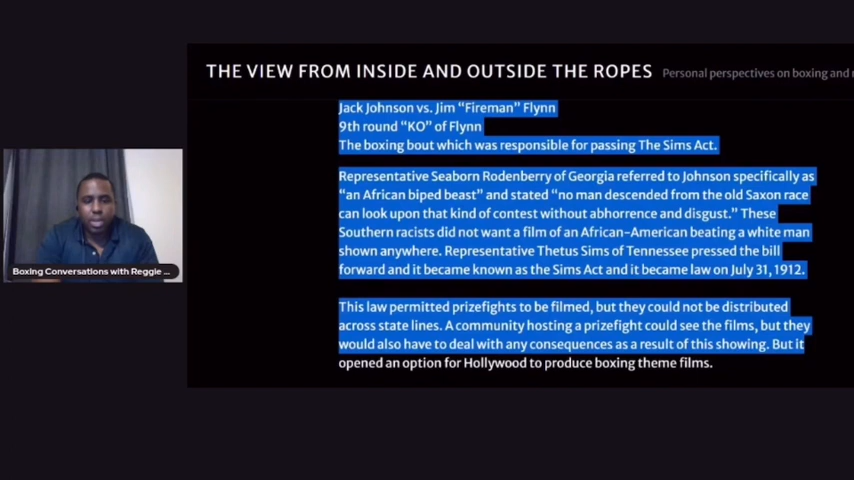 THE VIEW FROM INSIDE AND OUTSIDE THE ROPES Personal perspectives on boxing and
Jack Johnson vs. Jim “Fireman” Flynn
9th round “KO” of Flynn
The boxing bout which was responsible for passing The Sims Act.
Representative Seaborn Rodenberry of Georgia referred to Johnson specifically as
“an African biped beast” and stated “no man descended from the old Saxon race
can look upon that kind of contest without abhorrence and disgust.” These
Southern racists did not want a film of an African-American beating a white man
shown anywhere. Representative Thetus Sims of Tennessee pressed the bill
forward and it became known as the Sims Act and it became law on July 31, 1912.
This law permitted prizefights to be filmed, but they could not be distributed
across state lines. A community hosting a prizefight could see the films, but they
would also have to deal with any consequences as a result of this showing. But it
opened an option for Hollywood to produce boxing theme films.
Boxing Conversations with Reggie ...